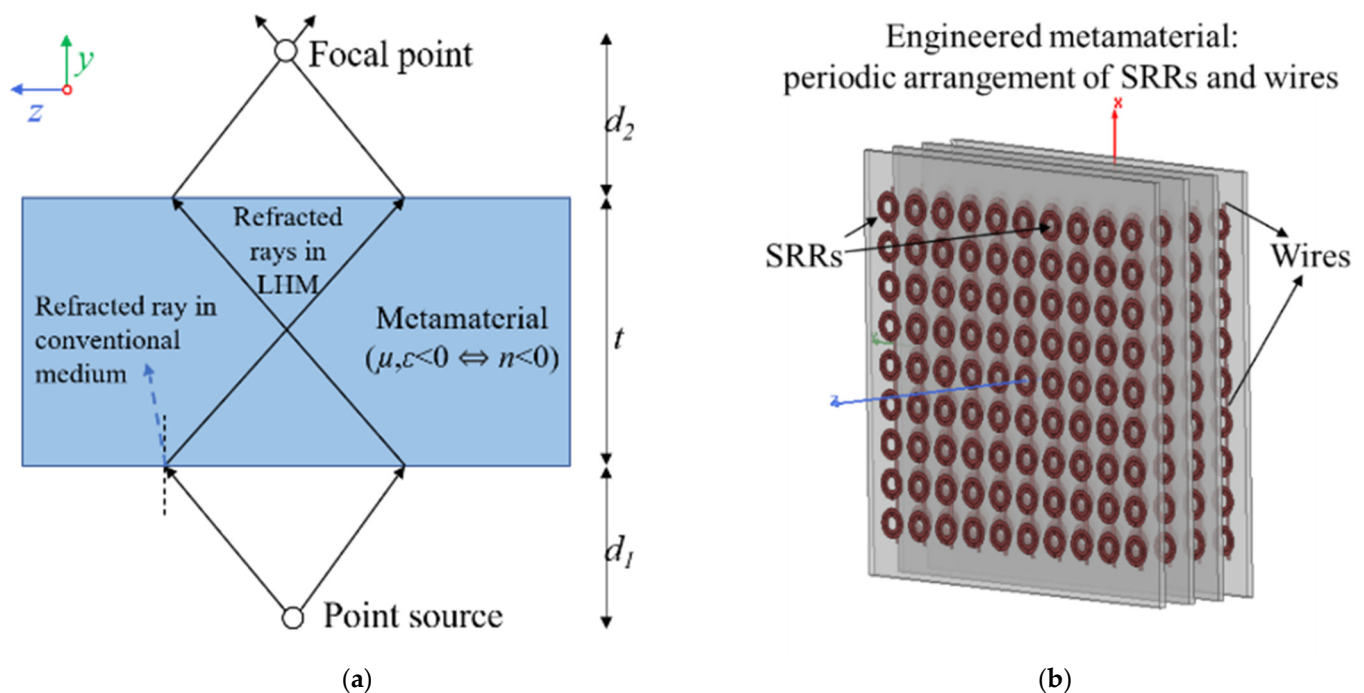 Focal point
y
z
d2
Refracted
rays in
LHM
Refracted ray in
conventional
medium
Metamaterial
(μ,ε<0 ⇔ n<0)
t
d1
Point source
(a)
Engineered metamaterial:
periodic arrangement of SRRs and wires
x
SRRs
Wires
z
(b)